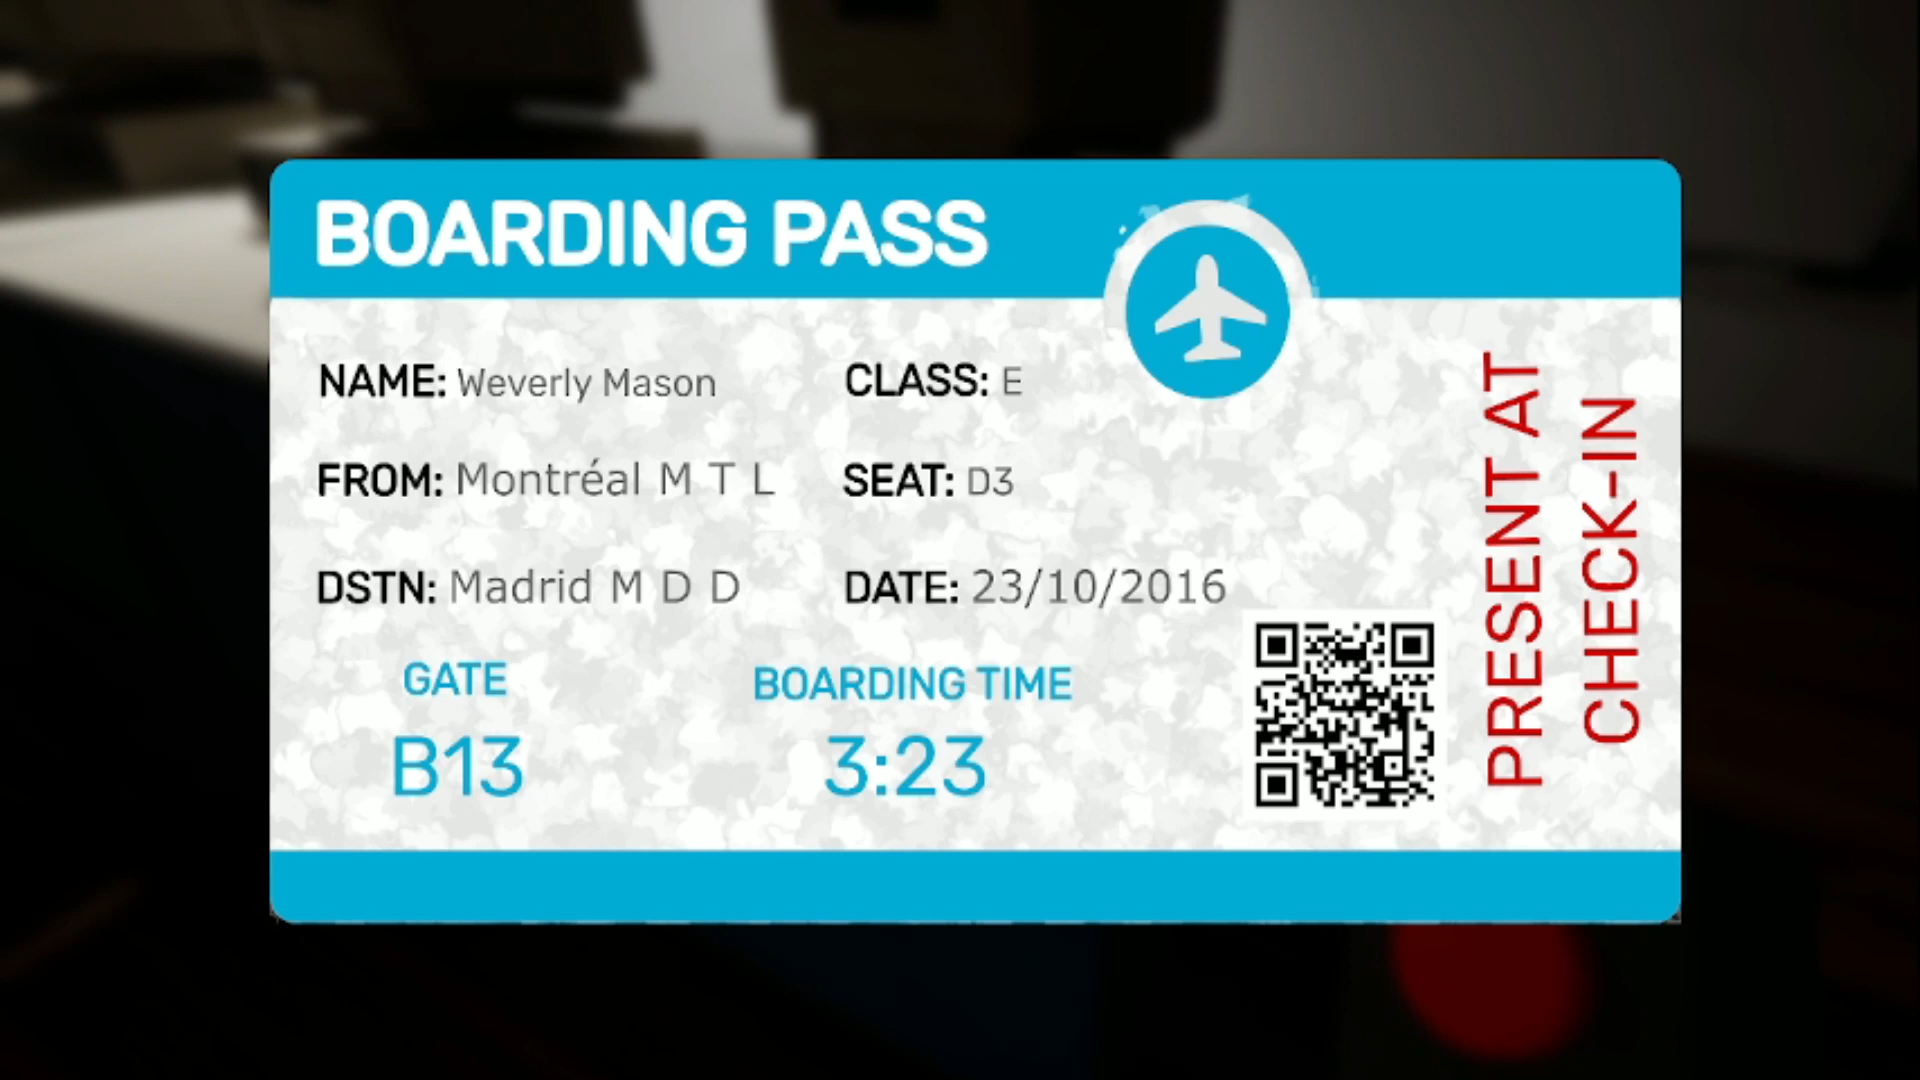 BOARDING PASS
NAME: Weverly Mason
CLASS: E
FROM: Montréal M T L
SEAT: D3
DSTN: Madrid M D D
DATE: 23/10/2016
GATE
BOARDING TIME
B13
3:23
PRESENT AT
CHECK-IN